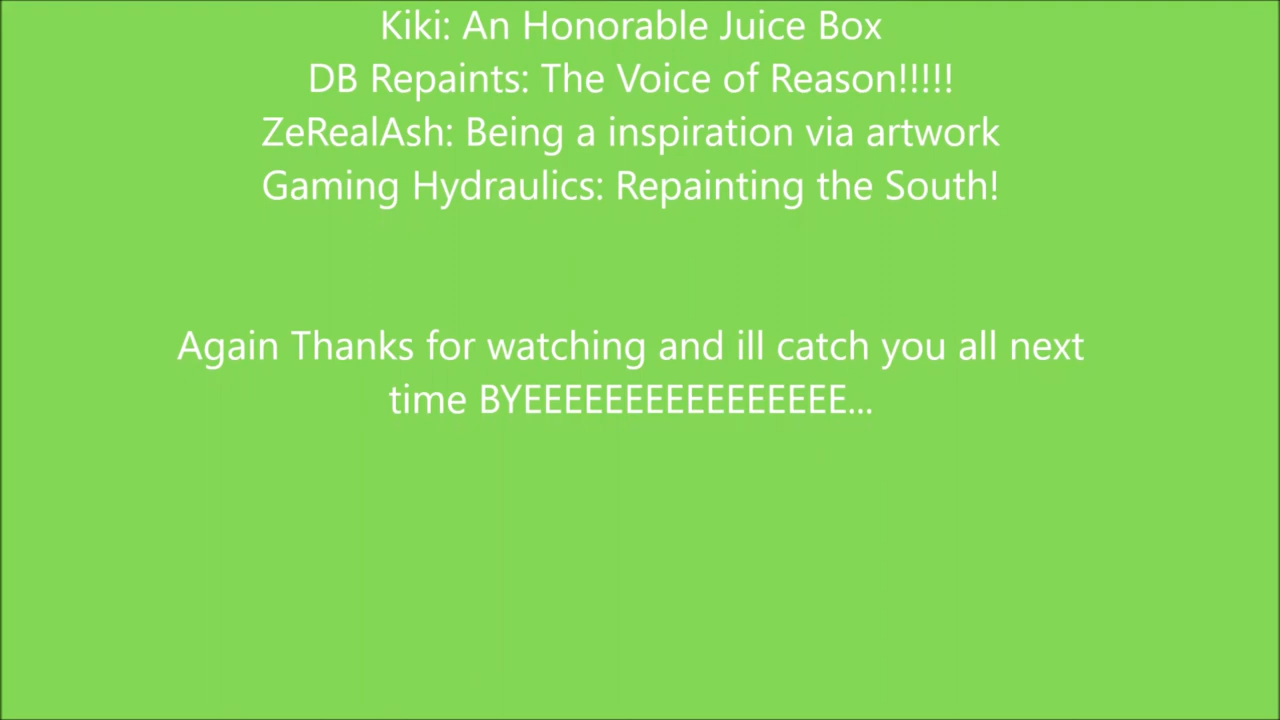 Kiki: An Honorable Juice Box
DB Repaints: The Voice of Reason!!!!!
ZeRealAsh: Being a inspiration via artwork
Gaming Hydraulics: Repainting the South!
Again Thanks for watching and ill catch you all next
time BYEEEEEEEEEEEEEEEE...